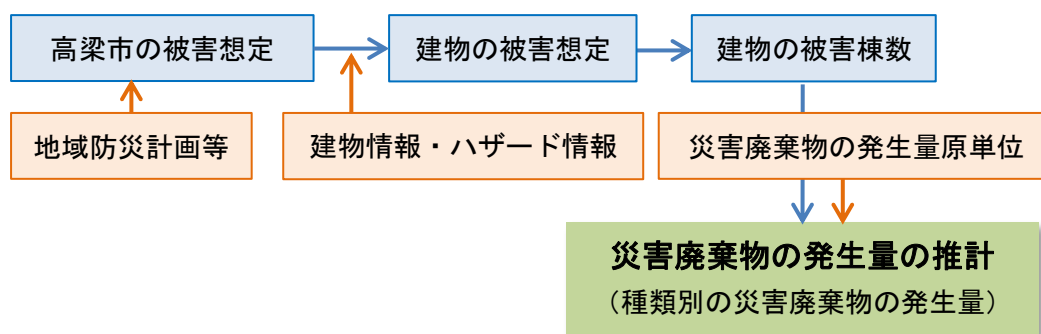 高梁市の被害想定
建物の被害想定
建物の被害棟数
地域防災計画等
建物情報・ハザード情報
災害廃棄物の発生量原単位
災害廃棄物の発生量の推計
（種類別の災害廃棄物の発生量）